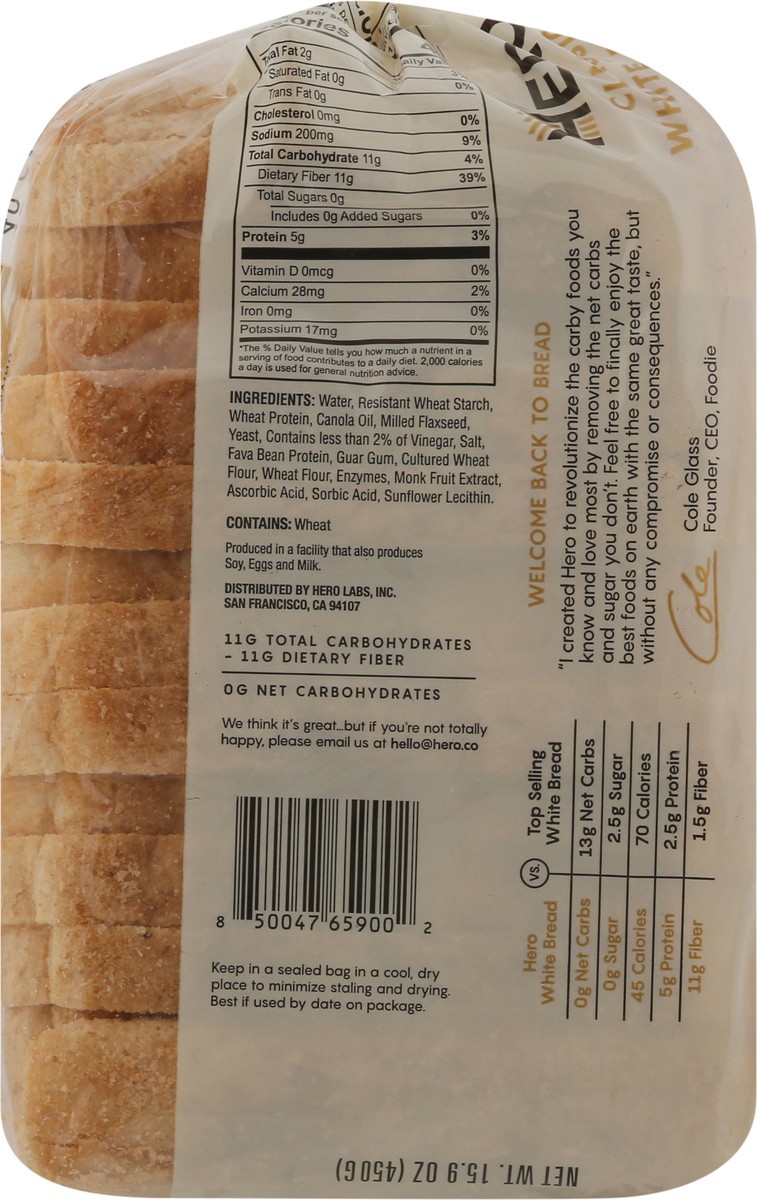 HERO
CLASSIC
WHITE
Total Fat 2g 3%
Saturated Fat 0g 0%
Trans Fat 0g
Cholesterol 0mg 0%
Sodium 200mg 9%
Total Carbohydrate 11g 4%
Dietary Fiber 11g 39%
Total Sugars 0g
Includes 0g Added Sugars 0%
Protein 5g 3%
Vitamin D 0mcg 0%
Calcium 28mg 2%
Iron 0mg 0%
Potassium 17mg 0%
*The % Daily Value tells you how much a nutrient in a
serving of food contributes to a daily diet. 2,000 calories
a day is used for general nutrition advice.
INGREDIENTS: Water, Resistant Wheat Starch,
Wheat Protein, Canola Oil, Milled Flaxseed,
Yeast, Contains less than 2% of Vinegar, Salt,
Fava Bean Protein, Guar Gum, Cultured Wheat
Flour, Wheat Flour, Enzymes, Monk Fruit Extract,
Ascorbic Acid, Sorbic Acid, Sunflower Lecithin.
CONTAINS: Wheat
Produced in a facility that also produces
Soy, Eggs and Milk.
DISTRIBUTED BY HERO LABS, INC.
SAN FRANCISCO, CA 94107
11G TOTAL CARBOHYDRATES
- 11G DIETARY FIBER
0G NET CARBOHYDRATES
We think it's great...but if you're not totally
happy, please email us at hello@hero.co
8 50047 65900 2
Keep in a sealed bag in a cool, dry
place to minimize staling and drying.
Best if used by date on package.
WELCOME BACK TO BREAD
"I created Hero to revolutionize the carby foods you
know and love most by removing the net carbs
and sugar you don't. Feel free to finally enjoy the
best foods on earth with the same great taste, but
without any compromise or consequences."
Cole
Cole Glass
Founder, CEO, Foodie
Hero
White Bread
VS.
Top Selling
White Bread
0g Net Carbs 13g Net Carbs
0g Sugar 2.5g Sugar
45 Calories 70 Calories
5g Protein 2.5g Protein
11g Fiber 1.5g Fiber
NET WT. 15.9 OZ (450G)